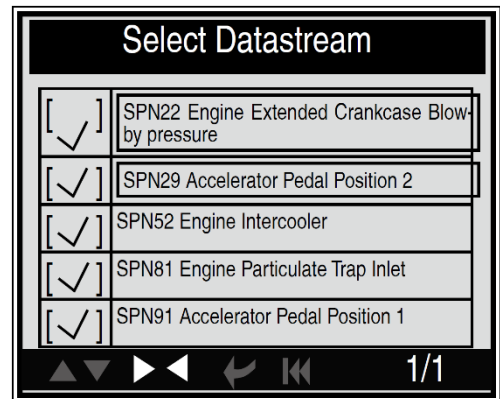 Select Datastream
[✓] SPN22 Engine Extended Crankcase Blow-
by pressure
[✓] SPN29 Accelerator Pedal Position 2
[✓] SPN52 Engine Intercooler
[✓] SPN81 Engine Particulate Trap Inlet
[✓] SPN91 Accelerator Pedal Position 1
1/1